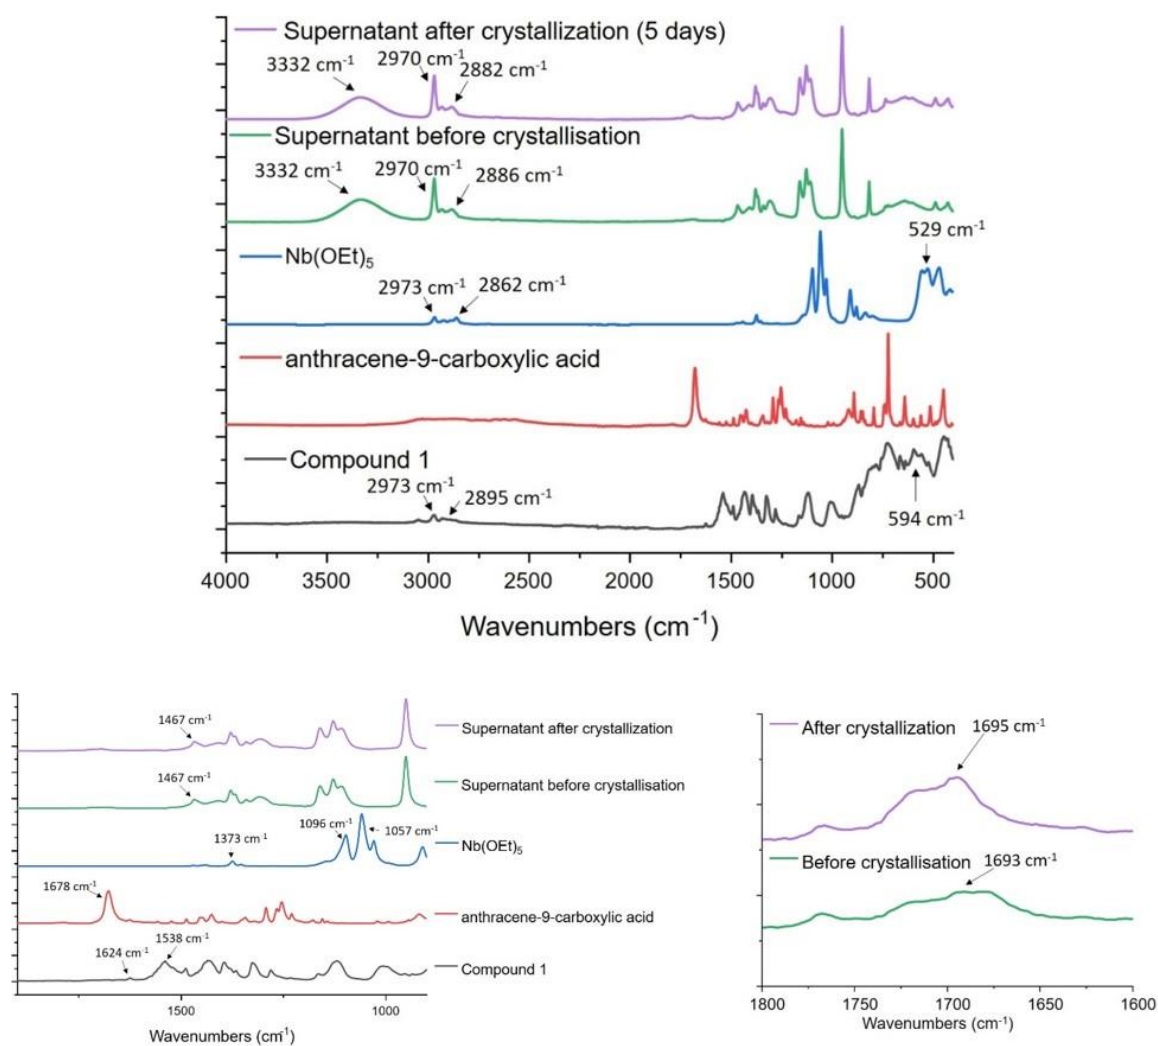 Supernatant after crystallization (5 days)
3332 cm-1
2970 cm-1
2882 cm-1
Supernatant before crystallisation
3332 cm-1
2970 cm-1
2886 cm-1
Nb(OEt)5
2973 cm-1
2862 cm-1
529 cm-1
anthracene-9-carboxylic acid
Compound 1
2973 cm-1
2895 cm-1
594 cm-1
4000 3500 3000 2500 2000 1500 1000 500
Wavenumbers (cm-1)
1467 cm-1
Supernatant after crystallization
1467 cm-1
Supernatant before crystallisation
1373 cm-1
1096 cm-1
1057 cm-1
Nb(OEt)5
1678 cm-1
anthracene-9-carboxylic acid
1624 cm-1
1538 cm-1
Compound 1
1500 1000
Wavenumbers (cm-1)
After crystallization
1695 cm-1
Before crystallisation
1693 cm-1
1800 1750 1700 1650 1600
Wavenumbers (cm-1)